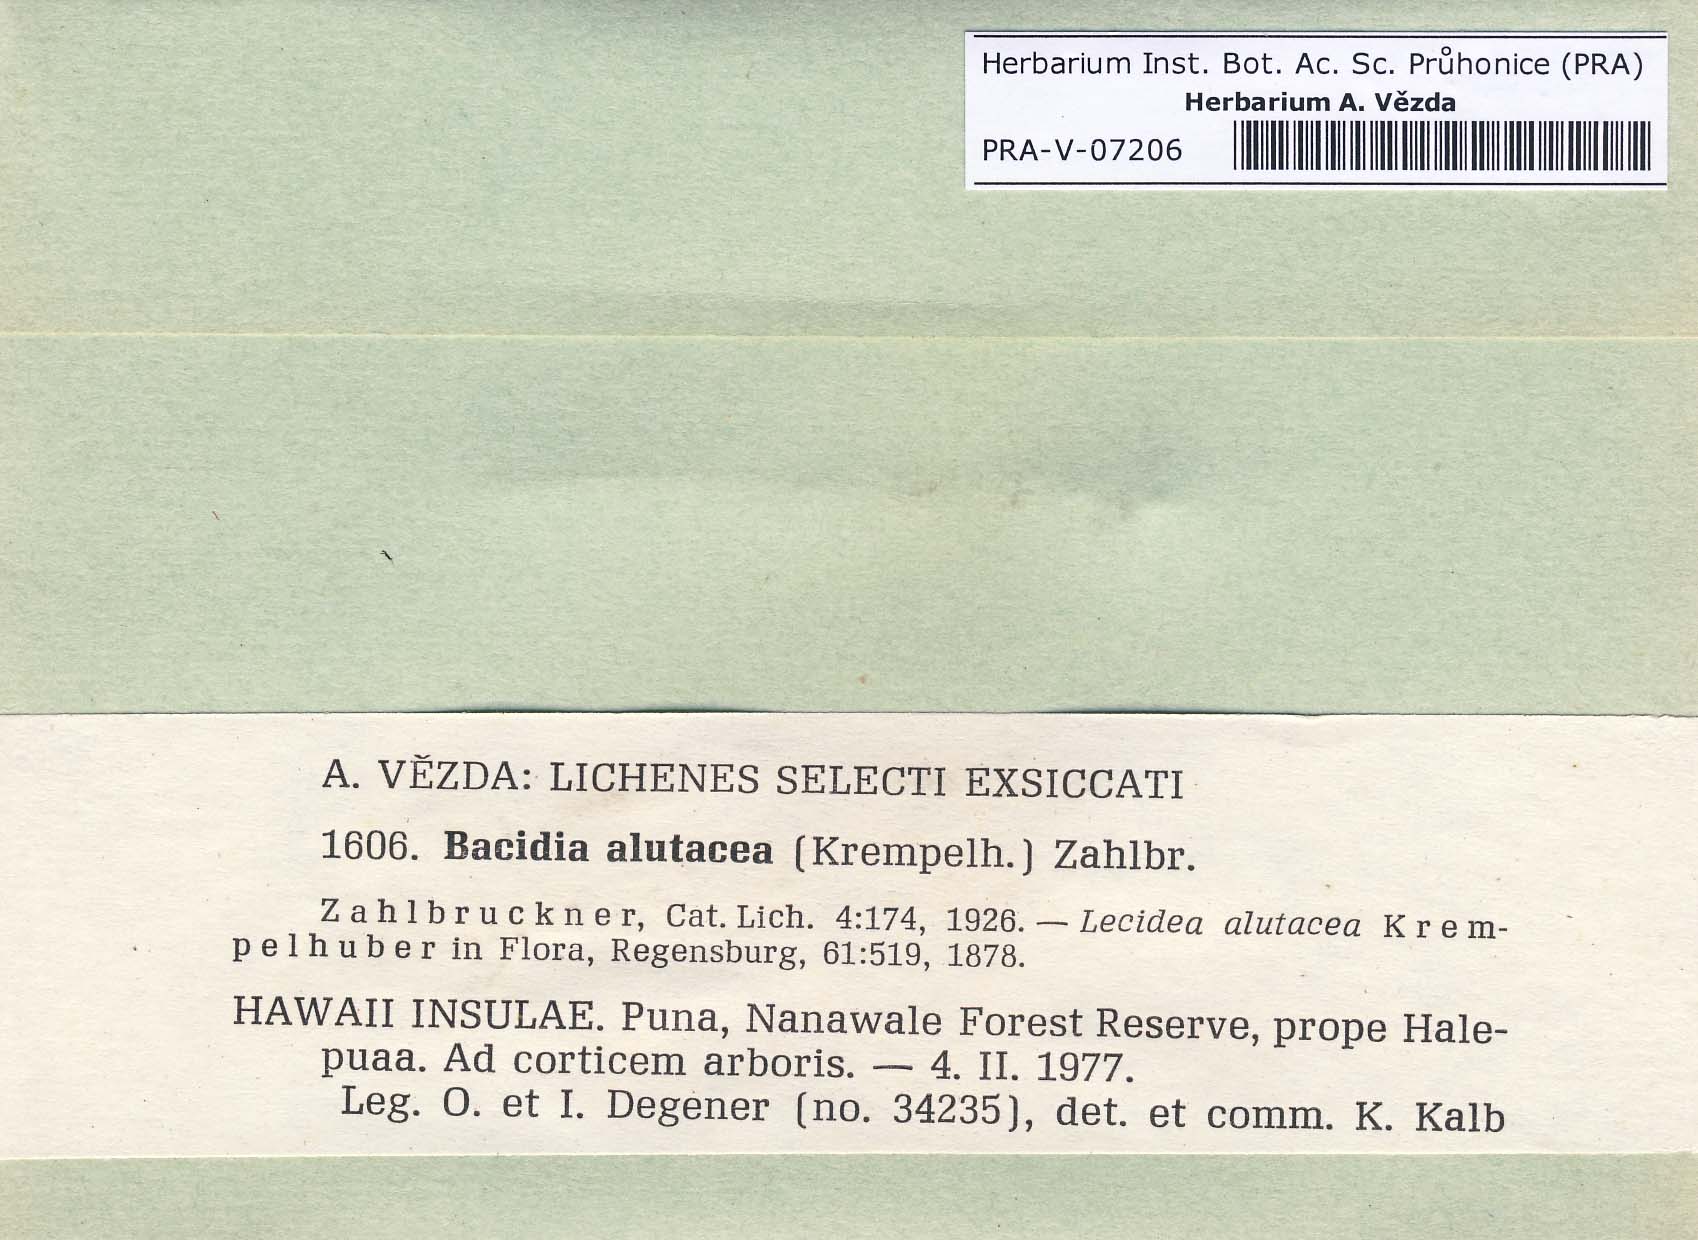 Herbarium Inst. Bot. Ac. Sc. Průhonice (PRA)
Herbarium A. Vězda
PRA-V-07206
A. VĚZDA: LICHENES SELECTI EXSICCATI
1606. Bacidia alutacea (Krempelh.) Zahlbr.
Zahlbruckner, Cat. Lich. 4:174, 1926. — Lecidea alutacea Krem-
pelhuber in Flora, Regensburg, 61:519, 1878.
HAWAII INSULAE. Puna, Nanawale Forest Reserve, prope Hale-
puaa. Ad corticem arboris. — 4. II. 1977.
Leg. O. et I. Degener (no. 34235), det. et comm. K. Kalb